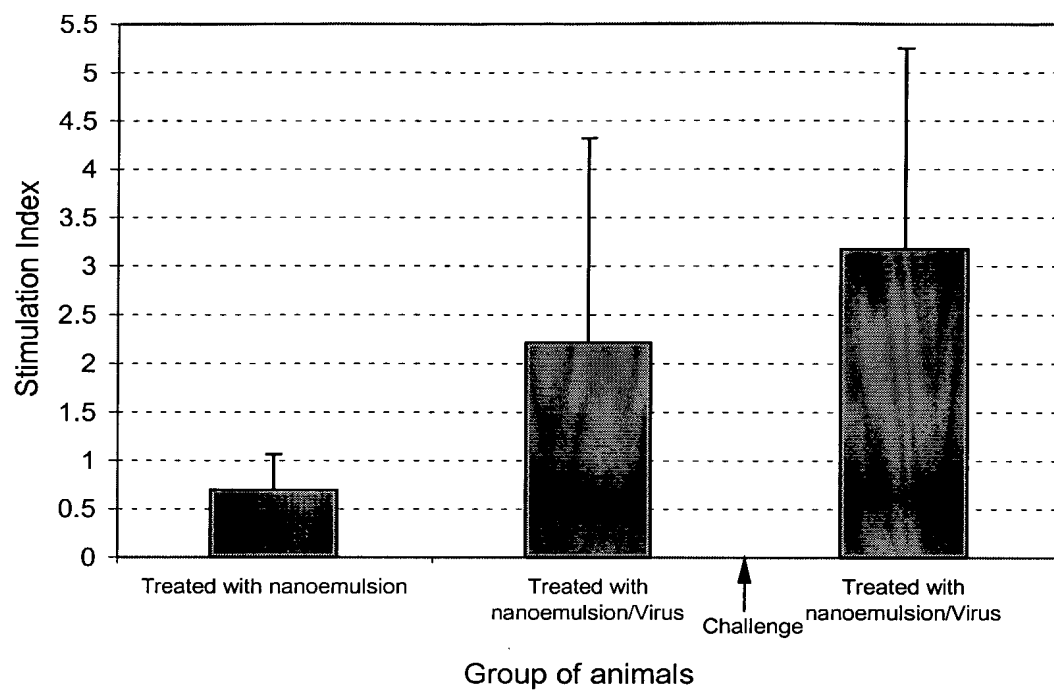 5.5
5
4.5
4
3.5
3
2.5
2
1.5
1
0.5
0
Stimulation Index
Treated with nanoemulsion
Treated with
nanoemulsion/Virus
Challenge
Treated with
nanoemulsion/Virus
Group of animals